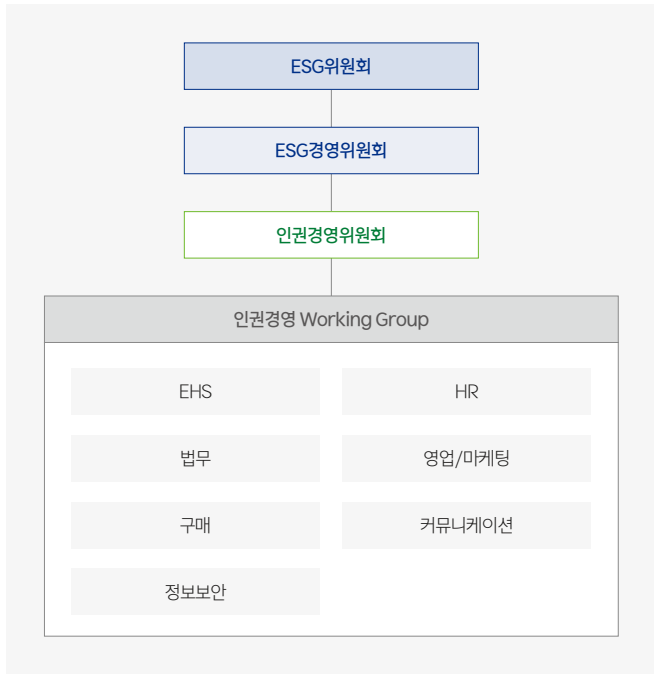 ESG위원회
ESG경영위원회
인권경영위원회
인권경영 Working Group
EHS
HR
법무
영업/마케팅
구매
커뮤니케이션
정보보안